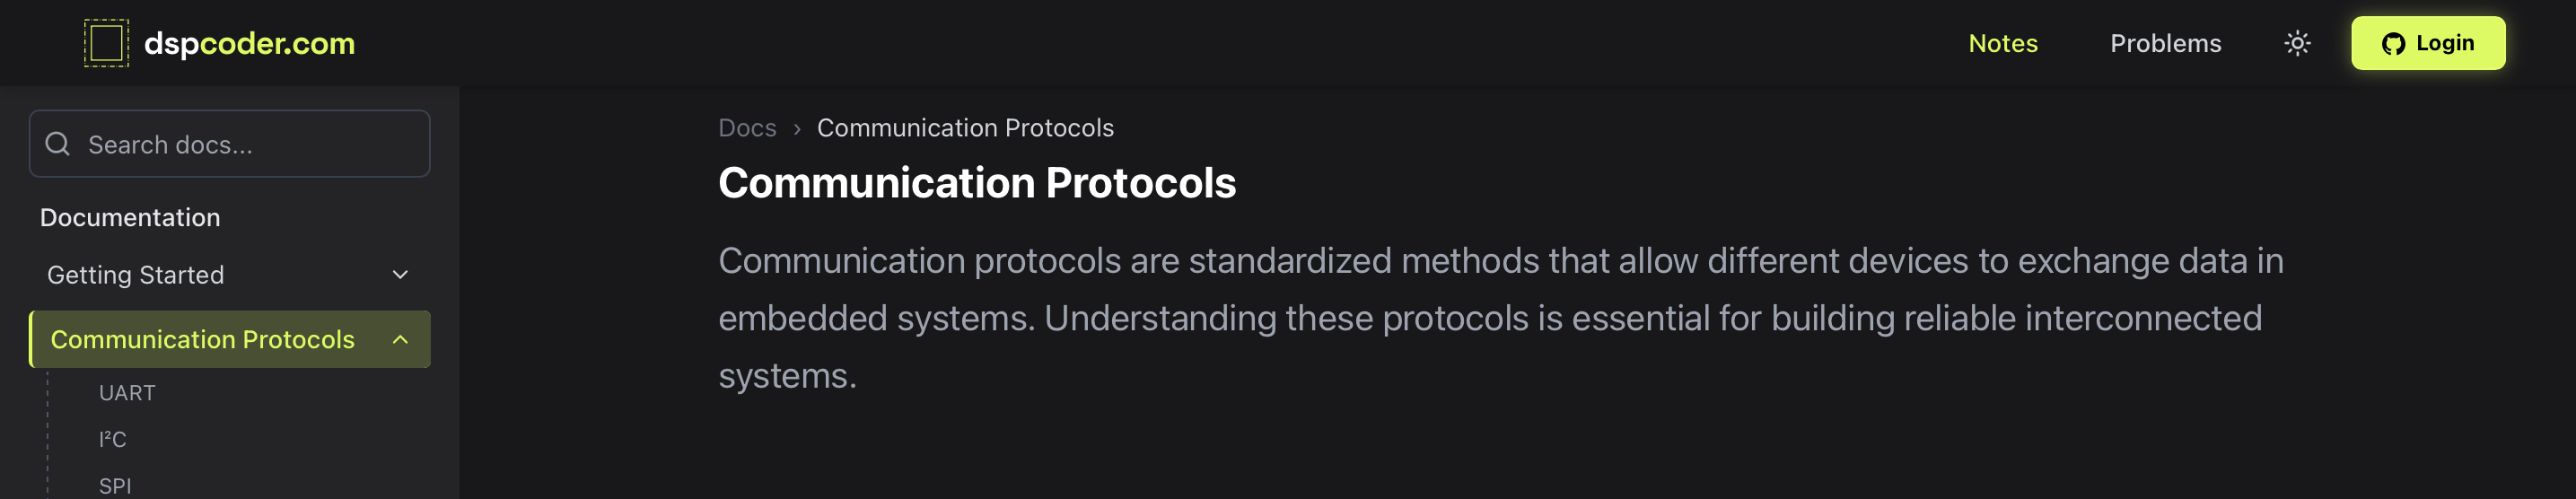 dspcoder.com
Notes
Problems
Login
Search docs...
Documentation
Getting Started
Communication Protocols
UART
I²C
SPI
Docs › Communication Protocols
Communication Protocols
Communication protocols are standardized methods that allow different devices to exchange data in
embedded systems. Understanding these protocols is essential for building reliable interconnected
systems.